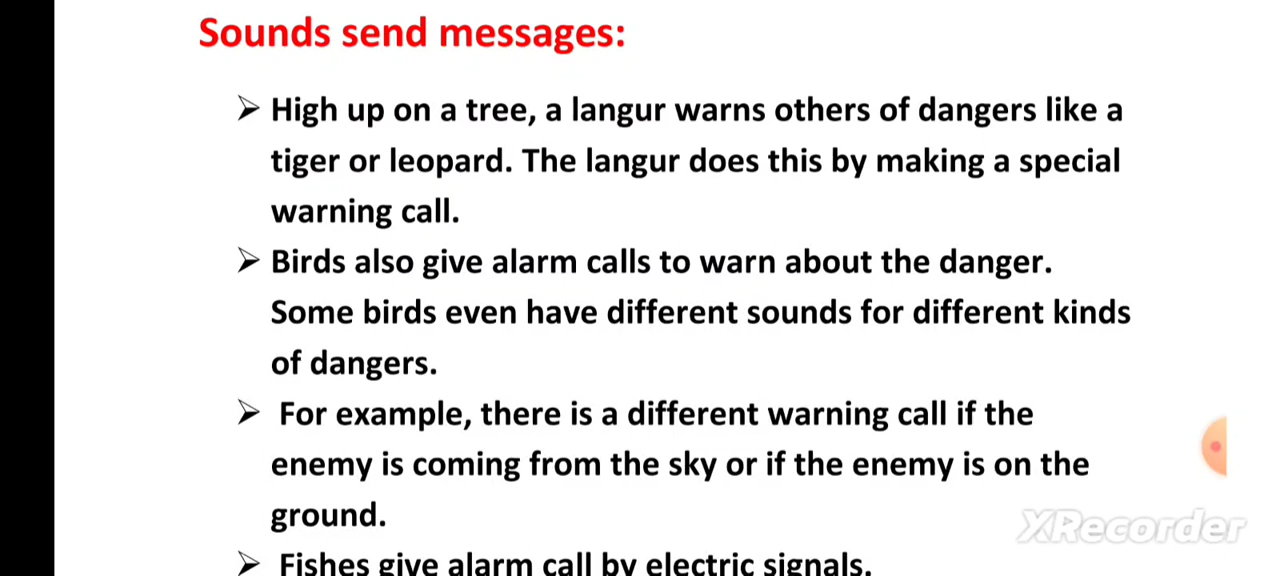 Sounds send messages:
➢ High up on a tree, a langur warns others of dangers like a
tiger or leopard. The langur does this by making a special
warning call.
➢ Birds also give alarm calls to warn about the danger.
Some birds even have different sounds for different kinds
of dangers.
➢ For example, there is a different warning call if the
enemy is coming from the sky or if the enemy is on the
ground.
➢ Fishes give alarm call by electric signals.
XRecorder